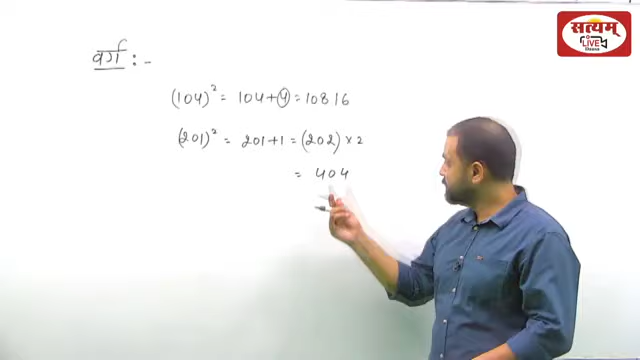 सत्यम्
LIVE
वर्ग :-
(104)² = 104+4 = 10816
(201)² = 201+1 = (202) × 2
= 404